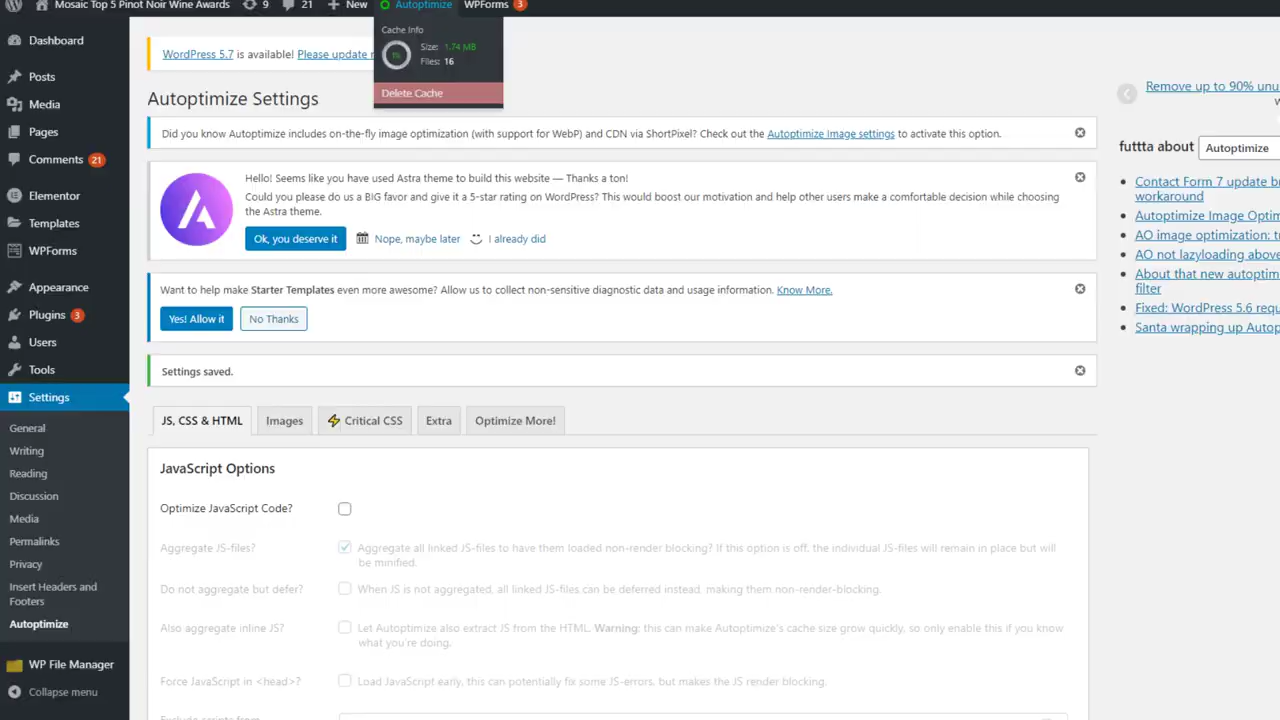 Mosaic Top 5 Pinot Noir Wine Awards
9
21
New
Autoptimize
WPForms 3
Cache Info
Size: 1.74 MB
Files: 16
1%
Delete Cache
Dashboard
Posts
Media
Pages
Comments 21
Elementor
Templates
WPForms
Appearance
Plugins 3
Users
Tools
Settings
General
Writing
Reading
Discussion
Media
Permalinks
Privacy
Insert Headers and
Footers
Autoptimize
WP File Manager
Collapse menu
WordPress 5.7 is available! Please update
Autoptimize Settings
Did you know Autoptimize includes on-the-fly image optimization (with support for WebP) and CDN via ShortPixel? Check out the Autoptimize Image settings to activate this option.
Hello! Seems like you have used Astra theme to build this website — Thanks a ton!
Could you please do us a BIG favor and give it a 5-star rating on WordPress? This would boost our motivation and help other users make a comfortable decision while choosing
the Astra theme.
Ok, you deserve it
Nope, maybe later
I already did
Want to help make Starter Templates even more awesome? Allow us to collect non-sensitive diagnostic data and usage information. Know More.
Yes! Allow it
No Thanks
Settings saved.
JS, CSS & HTML
Images
Critical CSS
Extra
Optimize More!
JavaScript Options
Optimize JavaScript Code?
Aggregate JS-files?
Aggregate all linked JS-files to have them loaded non-render blocking? If this option is off, the individual JS-files will remain in place but will
be minified.
Do not aggregate but defer?
When JS is not aggregated, all linked JS-files can be deferred instead, making them non-render-blocking.
Also aggregate inline JS?
Let Autoptimize also extract JS from the HTML. Warning: this can make Autoptimize's cache size grow quickly, so only enable this if you know
what you're doing.
Force JavaScript in <head>?
Load JavaScript early, this can potentially fix some JS-errors, but makes the JS render blocking.
Exclude scripts from
Remove up to 90% unu
w
futtta about
Autoptimize
Contact Form 7 update br
workaround
Autoptimize Image Optim
AO image optimization: t
AO not lazyloading above
About that new autoptim
filter
Fixed: WordPress 5.6 requ
Santa wrapping up Autop